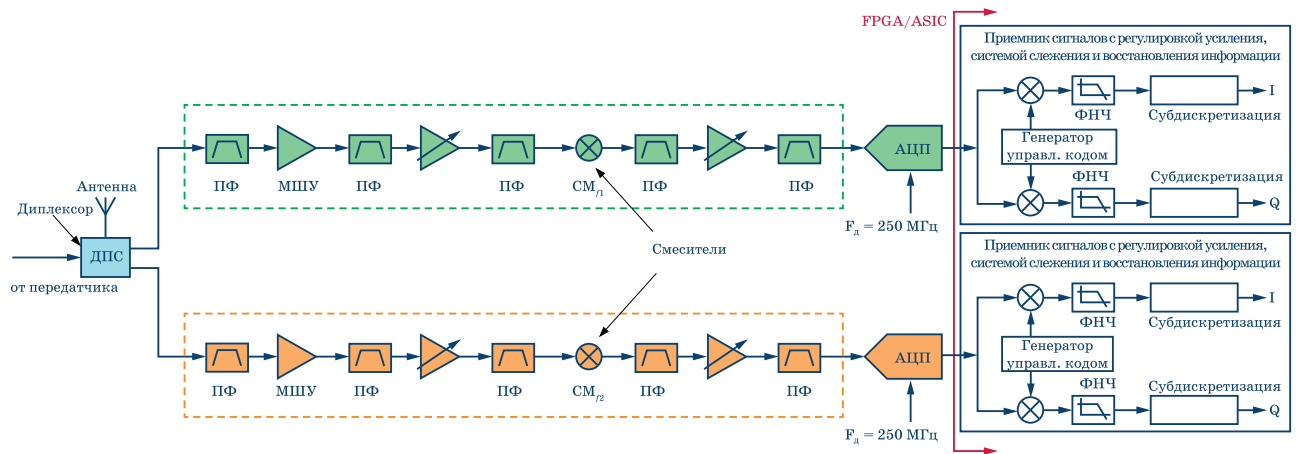 FPGA/ASIC
Приемник сигналов с регулировкой усиления,
системой слежения и восстановления информации
I
ФНЧ
Субдискретизация
Генератор
управл. кодом
ФНЧ
Субдискретизация
Q
ПФ
МШУ
ПФ
ПФ
СМf1
ПФ
ПФ
АЦП
Fд = 250 МГц
Антенна
Диплексор
ДПС
от передатчика
Смесители
Приемник сигналов с регулировкой усиления,
системой слежения и восстановления информации
I
ФНЧ
Субдискретизация
Генератор
управл. кодом
ФНЧ
Субдискретизация
Q
ПФ
МШУ
ПФ
ПФ
СМf2
ПФ
ПФ
АЦП
Fд = 250 МГц